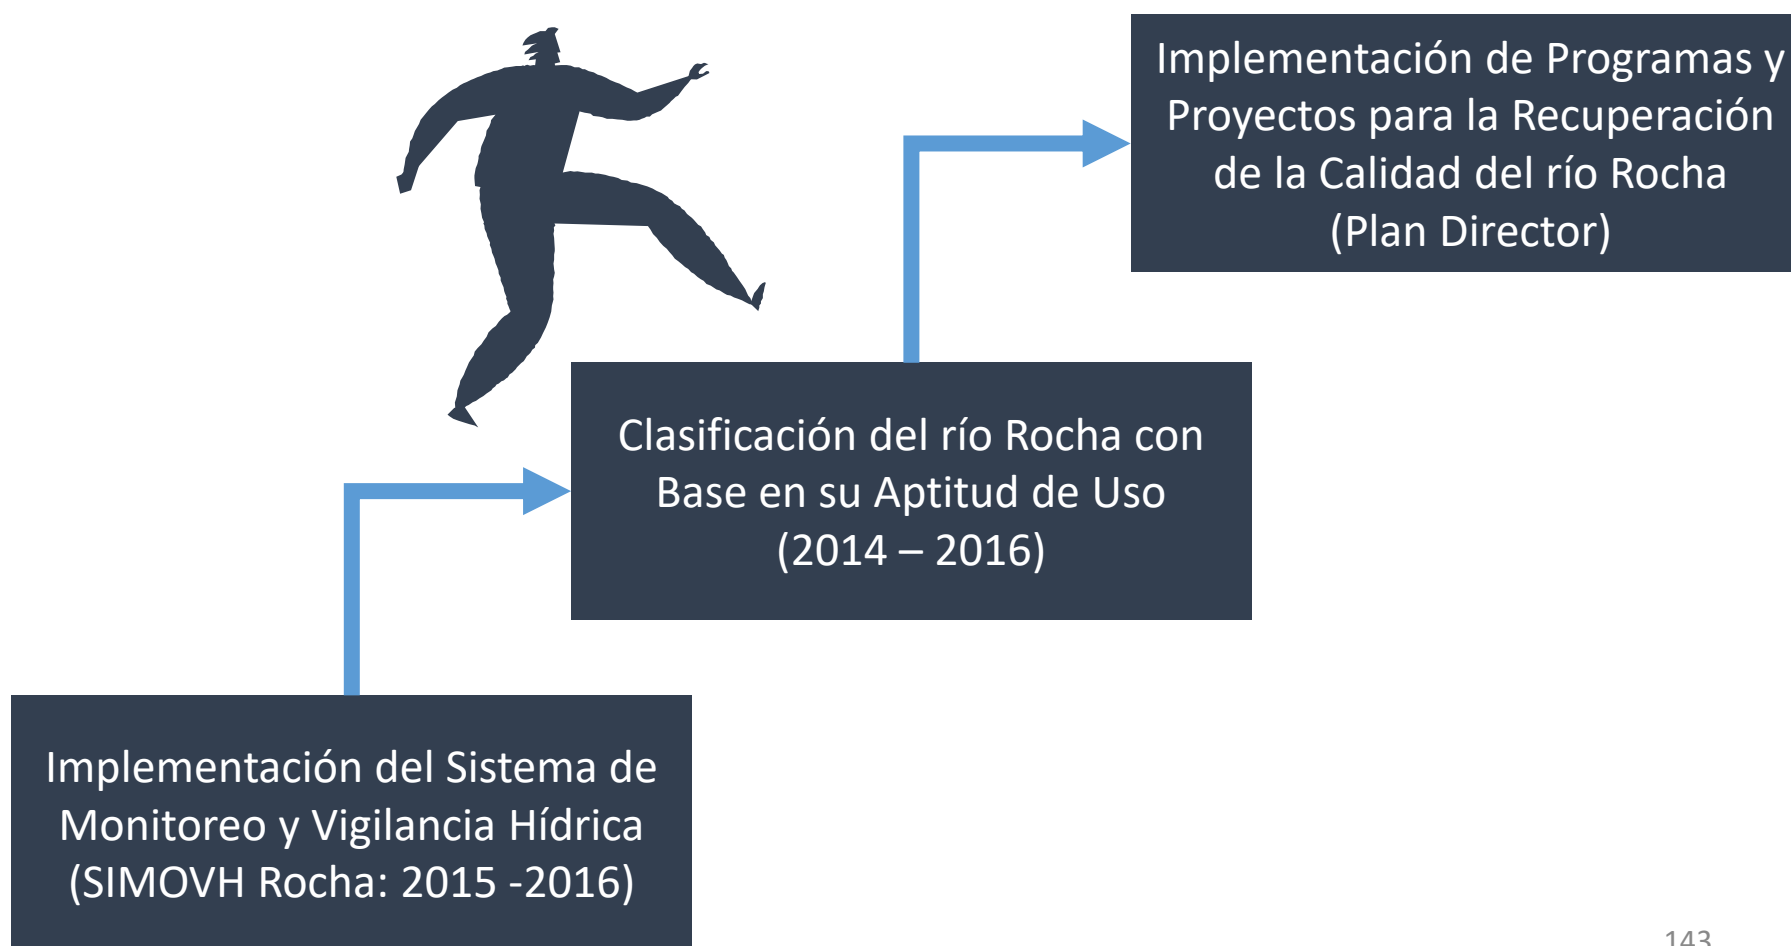 Implementación de Programas y
Proyectos para la Recuperación
de la Calidad del río Rocha
(Plan Director)
Clasificación del río Rocha con
Base en su Aptitud de Uso
(2014 – 2016)
Implementación del Sistema de
Monitoreo y Vigilancia Hídrica
(SIMOVH Rocha: 2015 -2016)
143